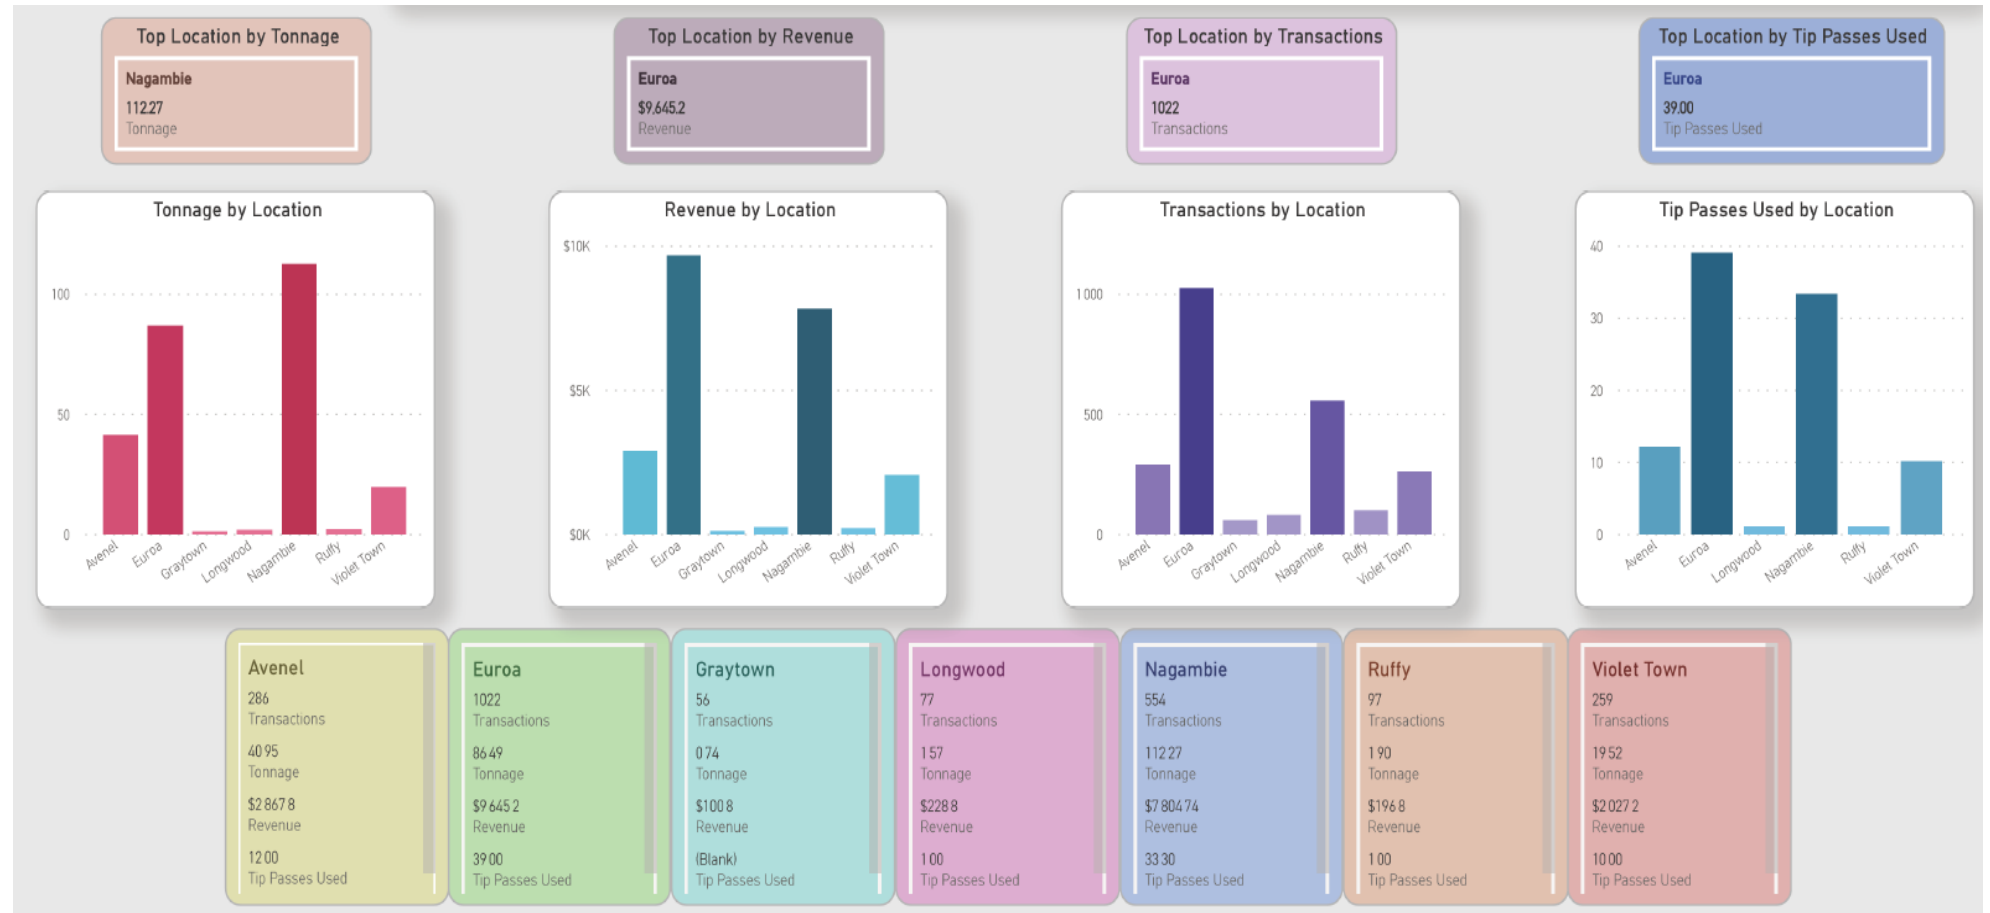 Top Location by Tonnage
Nagambie
112.27
Tonnage
Top Location by Revenue
Euroa
$9,645.2
Revenue
Top Location by Transactions
Euroa
1022
Transactions
Top Location by Tip Passes Used
Euroa
39.00
Tip Passes Used
Tonnage by Location
100
50
0
Avenel
Euroa
Graytown
Longwood
Nagambie
Ruffy
Violet Town
Revenue by Location
$10K
$5K
$0K
Avenel
Euroa
Graytown
Longwood
Nagambie
Ruffy
Violet Town
Transactions by Location
1000
500
0
Avenel
Euroa
Graytown
Longwood
Nagambie
Ruffy
Violet Town
Tip Passes Used by Location
40
30
20
10
0
Avenel
Euroa
Longwood
Nagambie
Ruffy
Violet Town
Avenel
286
Transactions
40 95
Tonnage
$2 867 8
Revenue
12 00
Tip Passes Used
Euroa
1022
Transactions
86 49
Tonnage
$9 645 2
Revenue
39 00
Tip Passes Used
Graytown
56
Transactions
0 74
Tonnage
$100 8
Revenue
(Blank)
Tip Passes Used
Longwood
77
Transactions
1 57
Tonnage
$228 8
Revenue
1 00
Tip Passes Used
Nagambie
554
Transactions
112 27
Tonnage
$7 804 74
Revenue
33 30
Tip Passes Used
Ruffy
97
Transactions
1 90
Tonnage
$196 8
Revenue
1 00
Tip Passes Used
Violet Town
259
Transactions
19 52
Tonnage
$2 027 2
Revenue
10 00
Tip Passes Used